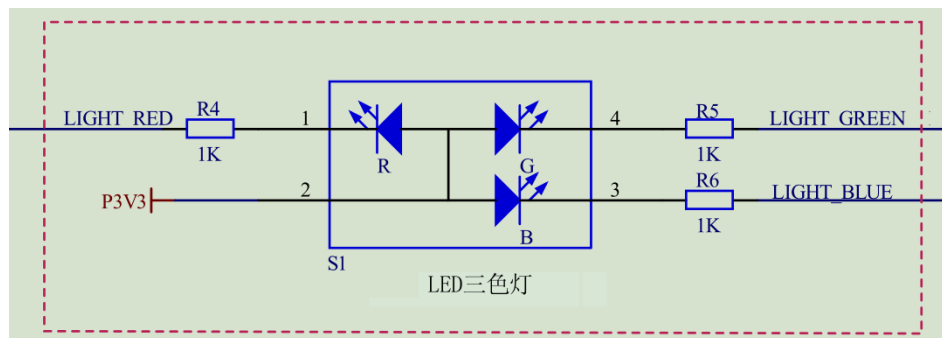 LIGHT_RED R4 1 4 R5 LIGHT_GREEN
1K R G 1K
P3V3 2 3 R6 LIGHT_BLUE
B 1K
S1
LED三色灯